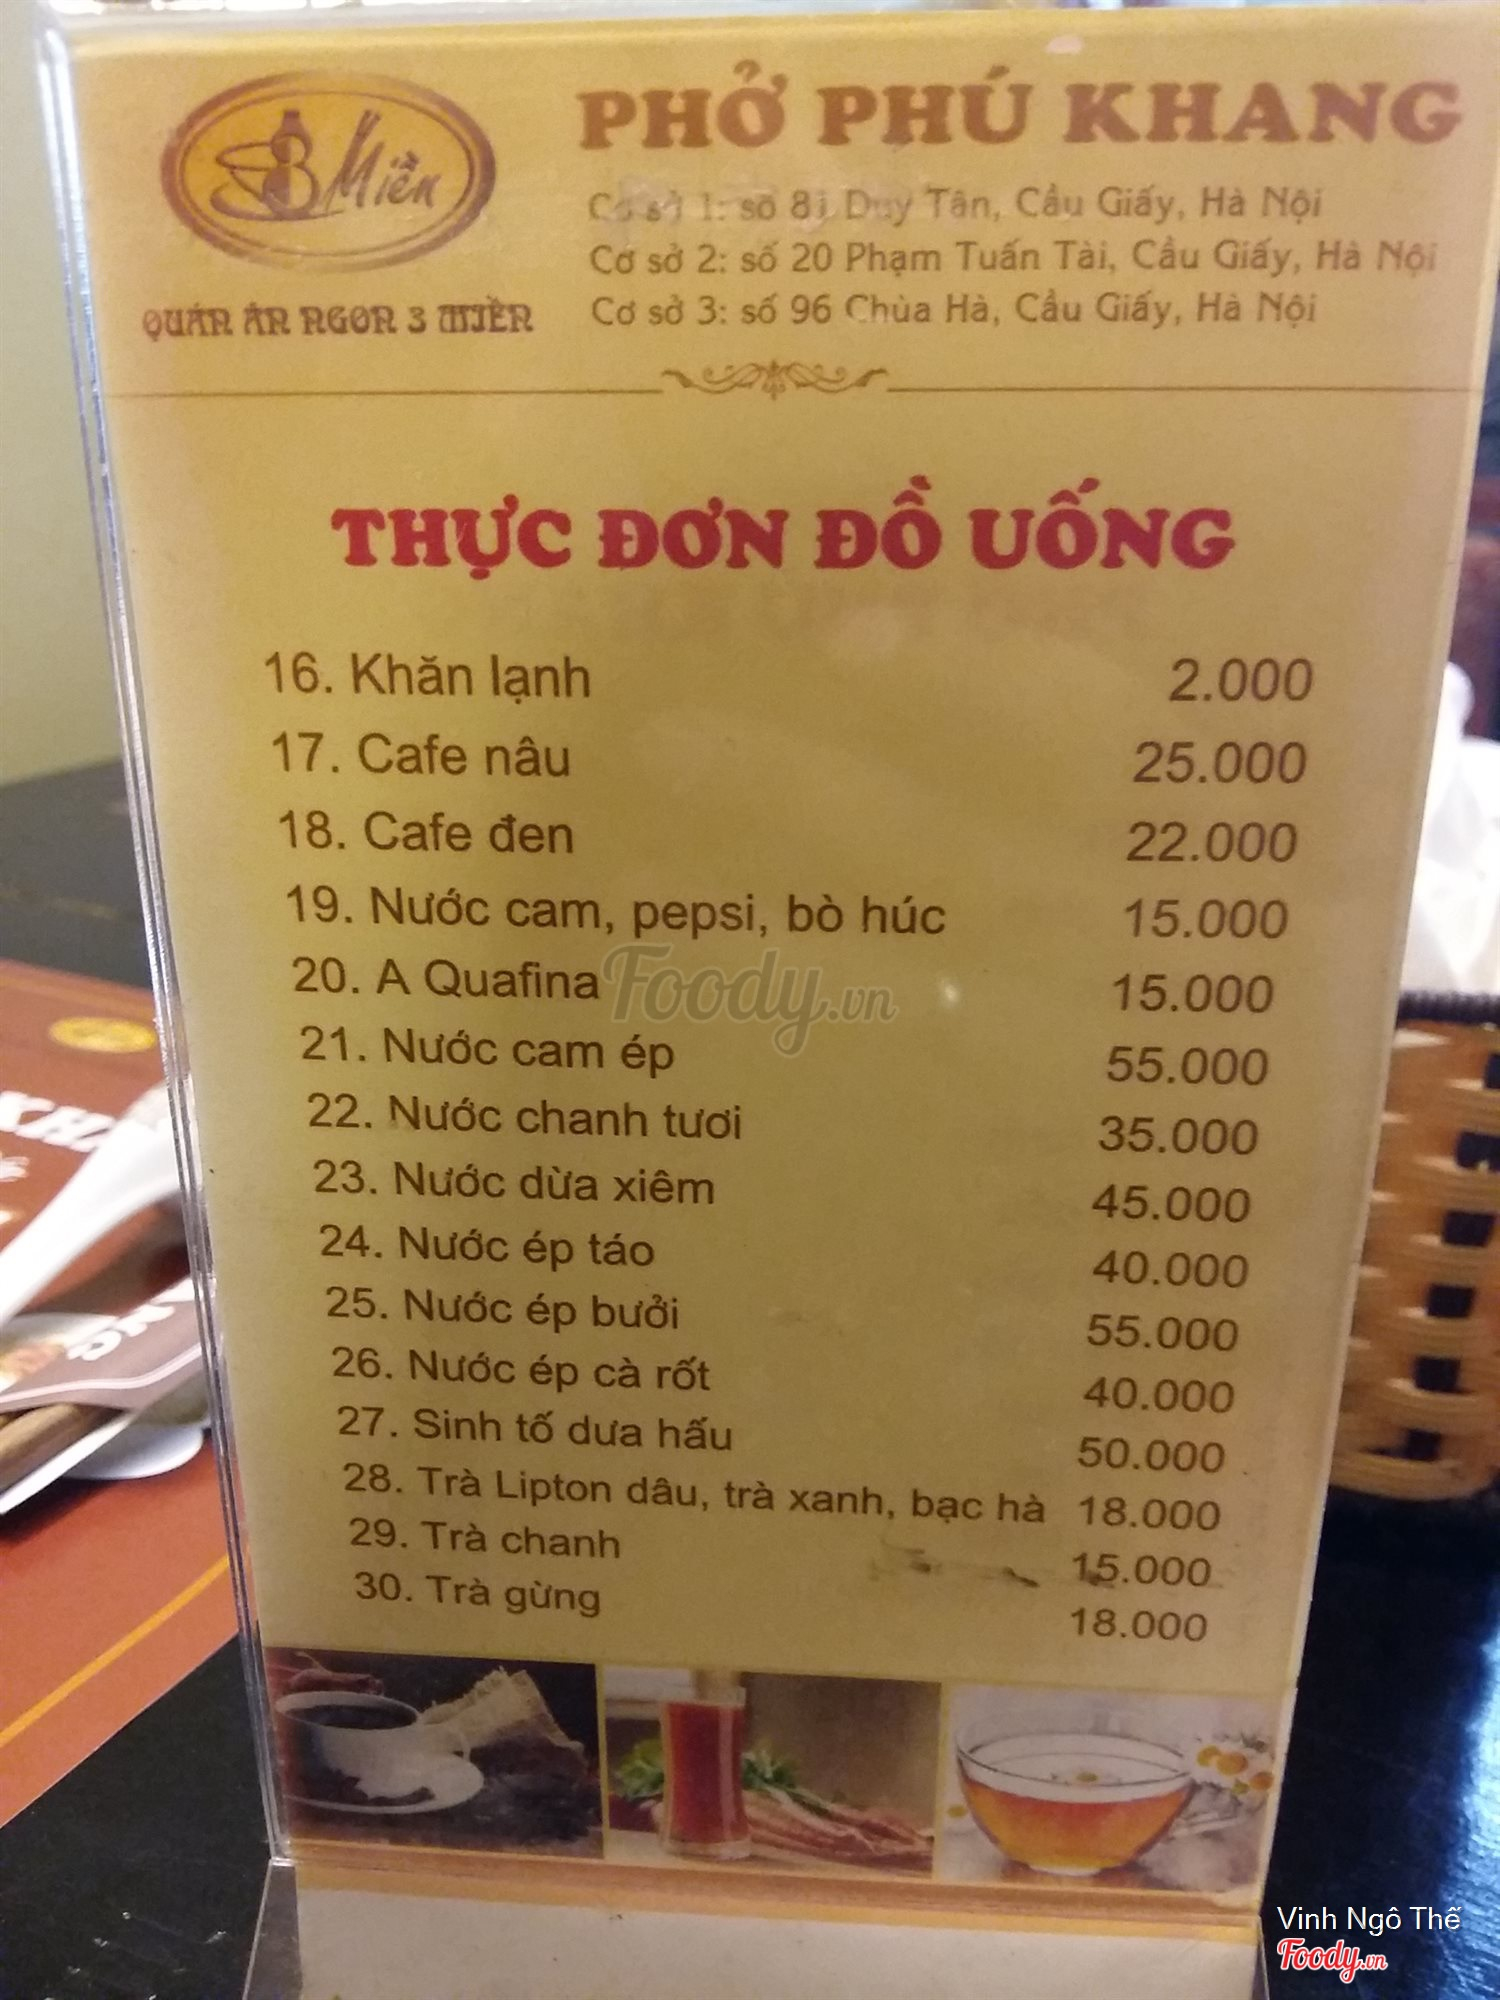 3 Miền
QUÁN ĂN NGON 3 MIỀN
PHỞ PHÚ KHANG
Cơ sở 1: số 81 Duy Tân, Cầu Giấy, Hà Nội
Cơ sở 2: số 20 Phạm Tuấn Tài, Cầu Giấy, Hà Nội
Cơ sở 3: số 96 Chùa Hà, Cầu Giấy, Hà Nội
THỰC ĐƠN ĐỒ UỐNG
16. Khăn lạnh 2.000
17. Cafe nâu 25.000
18. Cafe đen 22.000
19. Nước cam, pepsi, bò húc 15.000
20. A Quafina 15.000
21. Nước cam ép 55.000
22. Nước chanh tươi 35.000
23. Nước dừa xiêm 45.000
24. Nước ép táo 40.000
25. Nước ép bưởi 55.000
26. Nước ép cà rốt 40.000
27. Sinh tố dưa hấu 50.000
28. Trà Lipton dâu, trà xanh, bạc hà 18.000
29. Trà chanh 15.000
30. Trà gừng 18.000
Foody.vn
Vinh Ngô Thế
Foody.vn